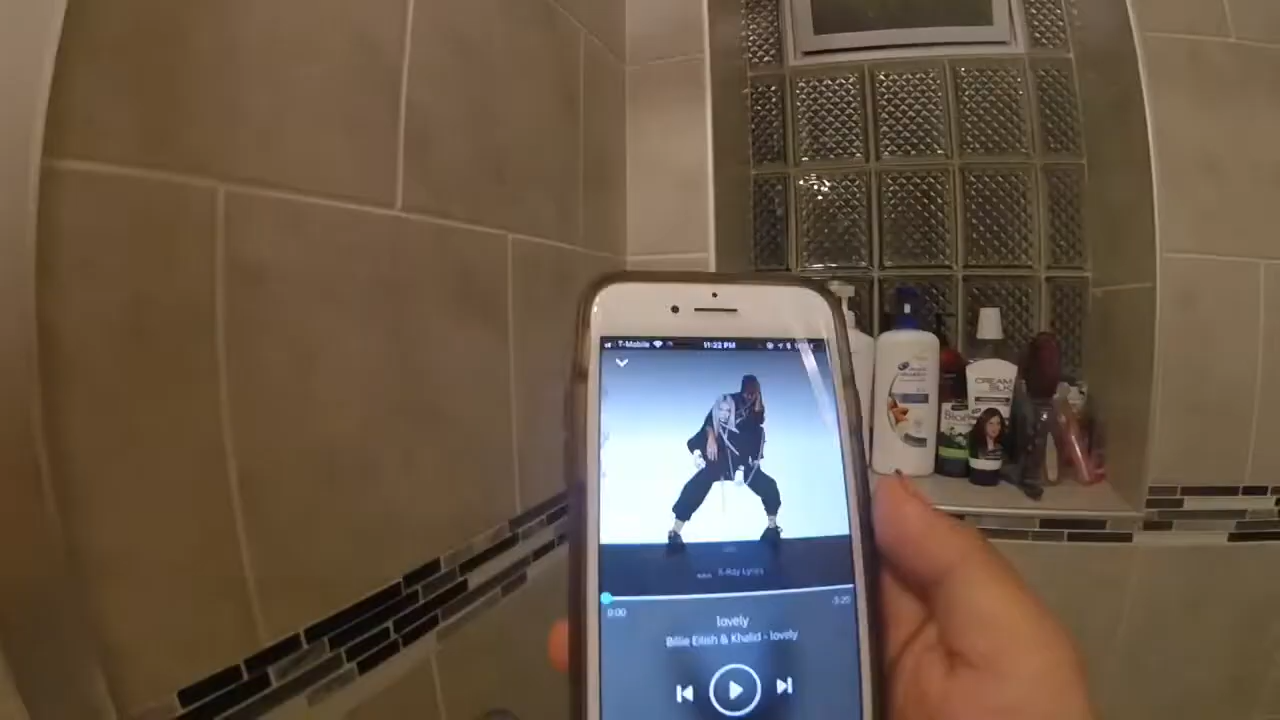 T-Mobile
11:22 PM
X-Ray Lyrics
0:00
-3:20
lovely
Billie Eilish & Khalid - lovely
CREAM
SILK